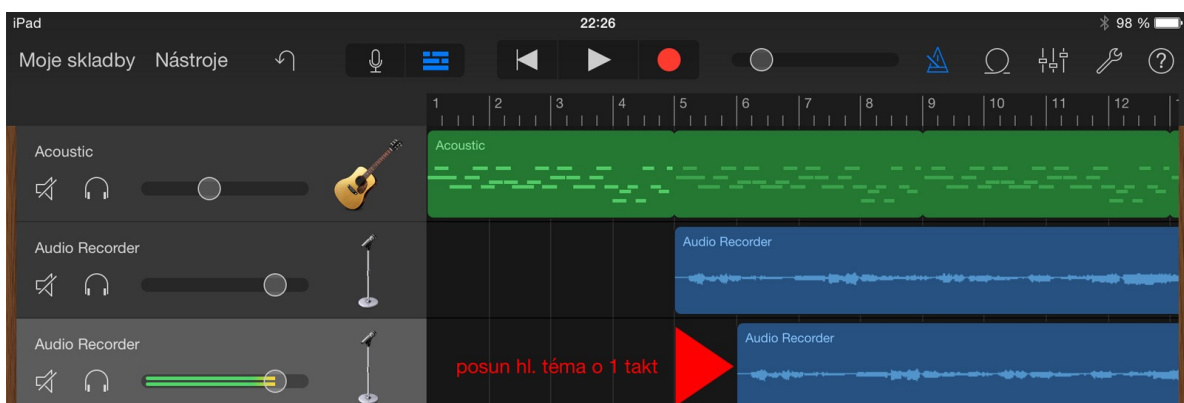 iPad 22:26 98 %
Moje skladby Nástroje
1 2 3 4 5 6 7 8 9 10 11 12
Acoustic
Acoustic
Audio Recorder
Audio Recorder
Audio Recorder
Audio Recorder
posun hl. téma o 1 takt